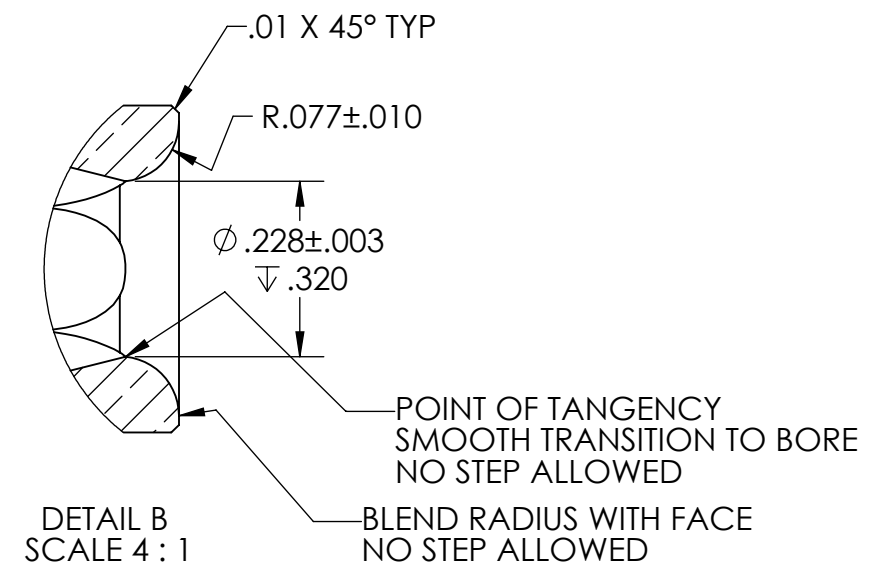 .01 X 45° TYP
R.077±.010
∅ .228±.003
↧ .320
POINT OF TANGENCY
SMOOTH TRANSITION TO BORE
NO STEP ALLOWED
BLEND RADIUS WITH FACE
NO STEP ALLOWED
DETAIL B
SCALE 4 : 1